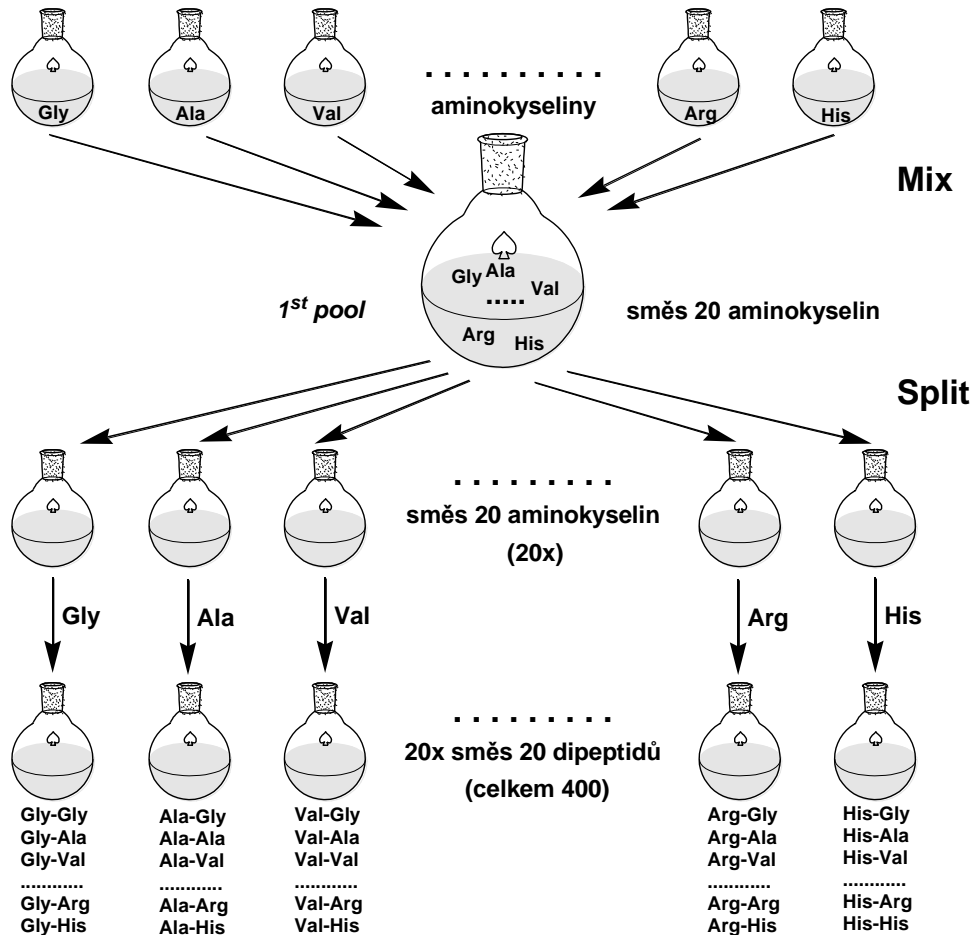 Gly
Ala
Val
..........
aminokyseliny
Arg
His
Mix
Gly Ala
..... Val
Arg His
1st pool
směs 20 aminokyselin
Split
.........
směs 20 aminokyselin
(20x)
Gly
Ala
Val
Arg
His
.........
20x směs 20 dipeptidů
(celkem 400)
Gly-Gly
Gly-Ala
Gly-Val
............
Gly-Arg
Gly-His
Ala-Gly
Ala-Ala
Ala-Val
............
Ala-Arg
Ala-His
Val-Gly
Val-Ala
Val-Val
............
Val-Arg
Val-His
Arg-Gly
Arg-Ala
Arg-Val
............
Arg-Arg
Arg-His
His-Gly
His-Ala
His-Val
............
His-Arg
His-His